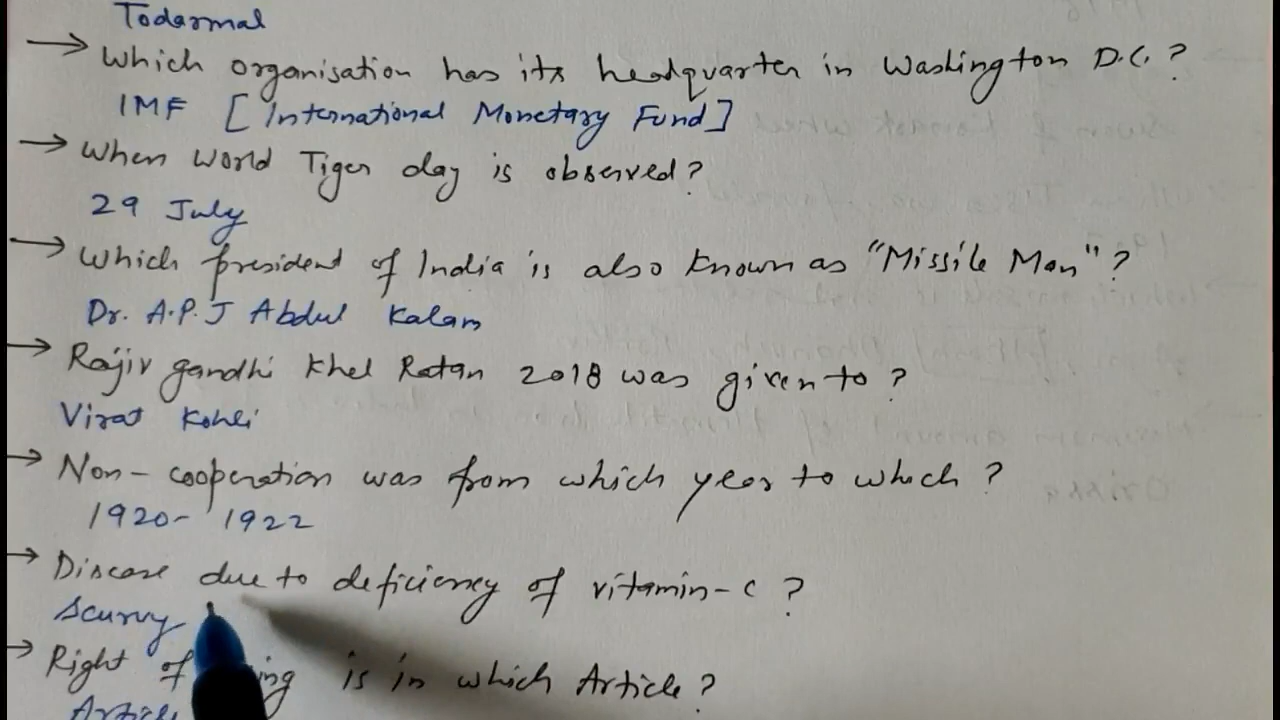 Todarmal
→ Which organisation has its headquarter in Washington D.C. ?
IMF [International Monetary Fund]
→ When World Tiger day is observed?
29 July
→ Which president of India is also known as "Missile Man" ?
Dr. A.P.J Abdul Kalam
→ Rajiv gandhi Khel Ratan 2018 was given to ?
Virat Kohli
→ Non-cooperation was from which year to which ?
1920- 1922
→ Disease due to deficiency of vitamin-c ?
Scurvy
→ Right of is in which Article ?